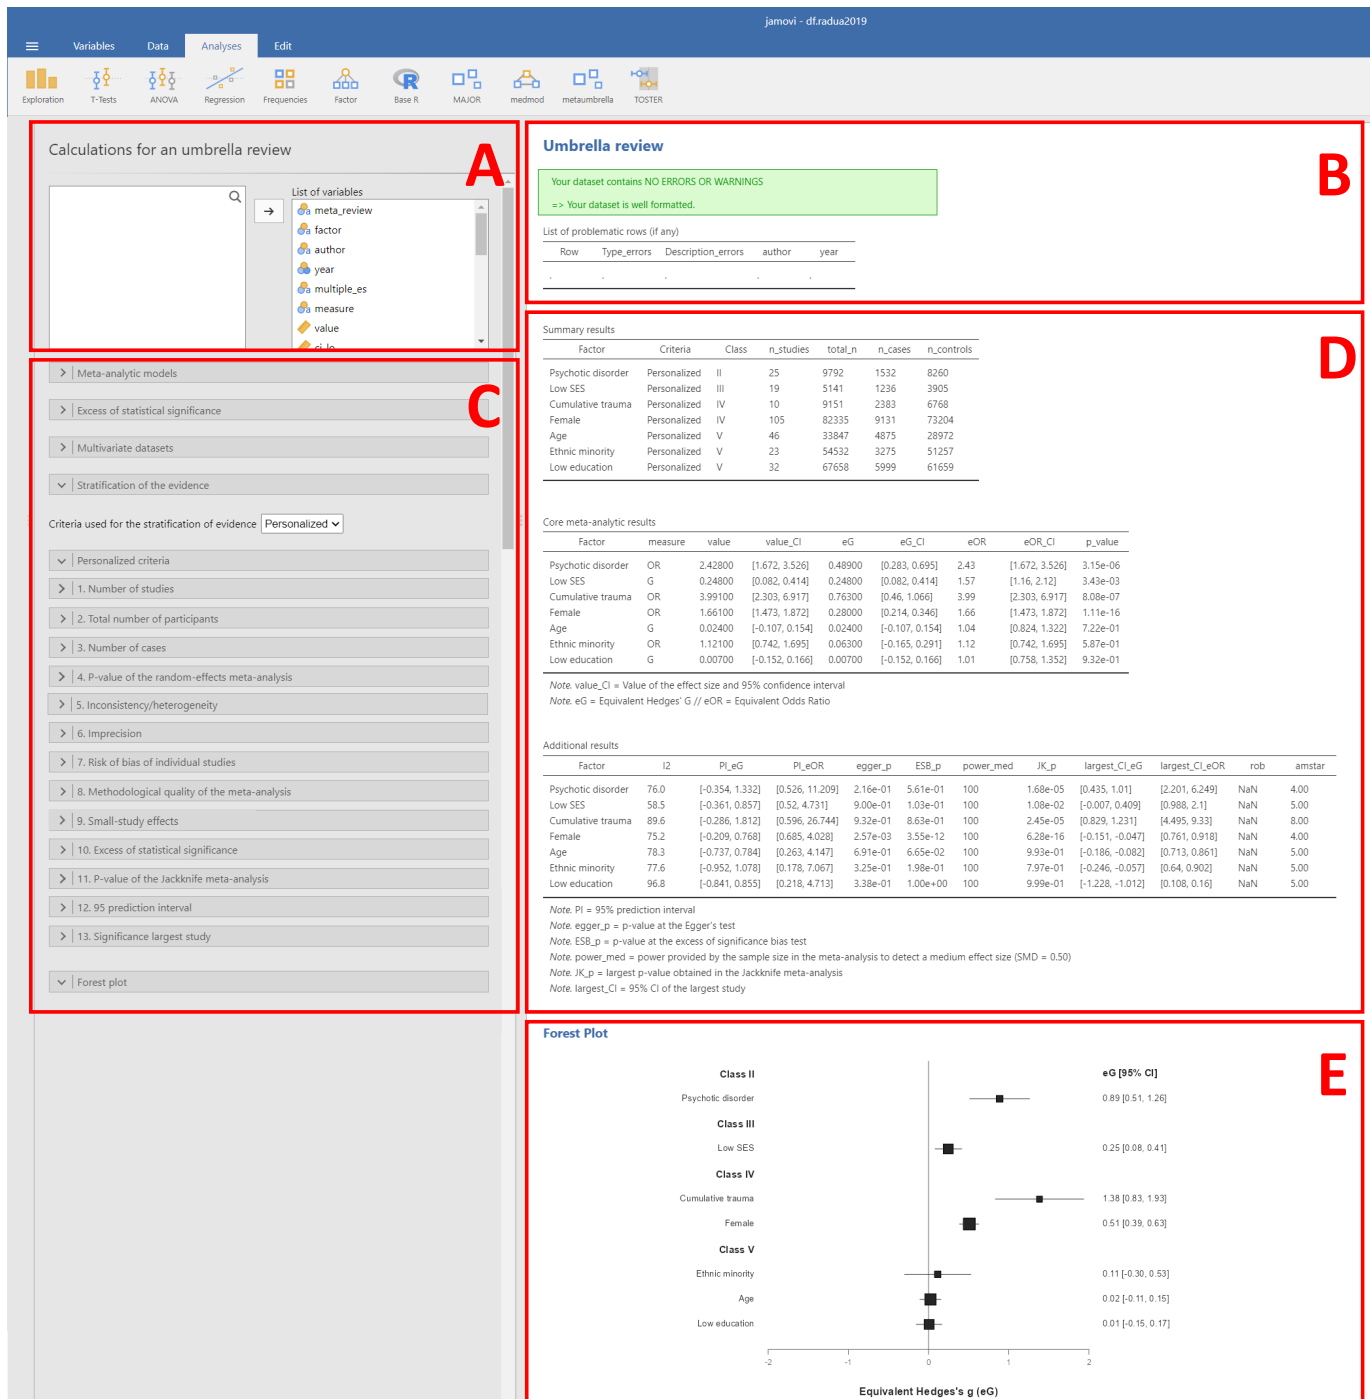 jamovi - df.radua2019
Variables Data Analyses Edit
Exploration T-Tests ANOVA Regression Frequencies Factor Base R MAJOR medmod metaumbrella TOSTER
Calculations for an umbrella review
A
List of variables
meta_review
factor
author
year
multiple_es
measure
value
ci_lo
C
Meta-analytic models
Excess of statistical significance
Multivariate datasets
Stratification of the evidence
Criteria used for the stratification of evidence Personalized
Personalized criteria
1. Number of studies
2. Total number of participants
3. Number of cases
4. P-value of the random-effects meta-analysis
5. Inconsistency/heterogeneity
6. Imprecision
7. Risk of bias of individual studies
8. Methodological quality of the meta-analysis
9. Small-study effects
10. Excess of statistical significance
11. P-value of the Jackknife meta-analysis
12. 95 prediction interval
13. Significance largest study
Forest plot
Umbrella review
B
Your dataset contains NO ERRORS OR WARNINGS
=> Your dataset is well formatted.
List of problematic rows (if any)
Row Type_errors Description_errors author year
. . . . .
D
Summary results
Factor Criteria Class n_studies total_n n_cases n_controls
Psychotic disorder Personalized II 25 9792 1532 8260
Low SES Personalized III 19 5141 1236 3905
Cumulative trauma Personalized IV 10 9151 2383 6768
Female Personalized IV 105 82335 9131 73204
Age Personalized V 46 33847 4875 28972
Ethnic minority Personalized V 23 54532 3275 51257
Low education Personalized V 32 67658 5999 61659
Core meta-analytic results
Factor measure value value_CI eG eG_CI eOR eOR_CI p_value
Psychotic disorder OR 2.42800 [1.672, 3.526] 0.48900 [0.283, 0.695] 2.43 [1.672, 3.526] 3.15e-06
Low SES G 0.24800 [0.082, 0.414] 0.24800 [0.082, 0.414] 1.57 [1.16, 2.12] 3.43e-03
Cumulative trauma OR 3.99100 [2.303, 6.917] 0.76300 [0.46, 1.066] 3.99 [2.303, 6.917] 8.08e-07
Female OR 1.66100 [1.473, 1.872] 0.28000 [0.214, 0.346] 1.66 [1.473, 1.872] 1.11e-16
Age G 0.02400 [-0.107, 0.154] 0.02400 [-0.107, 0.154] 1.04 [0.824, 1.322] 7.22e-01
Ethnic minority OR 1.12100 [0.742, 1.695] 0.06300 [-0.165, 0.291] 1.12 [0.742, 1.695] 5.87e-01
Low education G 0.00700 [-0.152, 0.166] 0.00700 [-0.152, 0.166] 1.01 [0.758, 1.352] 9.32e-01
Note. value_CI = Value of the effect size and 95% confidence interval
Note. eG = Equivalent Hedges' G // eOR = Equivalent Odds Ratio
Additional results
Factor I2 PI_eG PI_eOR egger_p ESB_p power_med JK_p largest_CI_eG largest_CI_eOR rob amstar
Psychotic disorder 76.0 [-0.354, 1.332] [0.526, 11.209] 2.16e-01 5.61e-01 100 1.68e-05 [0.435, 1.01] [2.201, 6.249] NaN 4.00
Low SES 58.5 [-0.361, 0.857] [0.52, 4.731] 9.00e-01 1.03e-01 100 1.08e-02 [-0.007, 0.409] [0.988, 2.1] NaN 5.00
Cumulative trauma 89.6 [-0.286, 1.812] [0.596, 26.744] 9.32e-01 8.63e-01 100 2.45e-05 [0.829, 1.231] [4.495, 9.33] NaN 8.00
Female 75.2 [-0.209, 0.768] [0.685, 4.028] 2.57e-03 3.55e-12 100 6.28e-16 [-0.151, -0.047] [0.761, 0.918] NaN 4.00
Age 78.3 [-0.737, 0.784] [0.263, 4.147] 6.91e-01 6.65e-02 100 9.93e-01 [-0.186, -0.082] [0.713, 0.861] NaN 5.00
Ethnic minority 77.6 [-0.952, 1.078] [0.178, 7.067] 3.25e-01 1.98e-01 100 7.97e-01 [-0.246, -0.057] [0.64, 0.902] NaN 5.00
Low education 96.8 [-0.841, 0.855] [0.218, 4.713] 3.38e-01 1.00e+00 100 9.99e-01 [-1.228, -1.012] [0.108, 0.16] NaN 5.00
Note. PI = 95% prediction interval
Note. egger_p = p-value at the Egger's test
Note. ESB_p = p-value at the excess of significance bias test
Note. power_med = power provided by the sample size in the meta-analysis to detect a medium effect size (SMD = 0.50)
Note. JK_p = largest p-value obtained in the Jackknife meta-analysis
Note. largest_CI = 95% CI of the largest study
Forest Plot
E
Class II eG [95% CI]
Psychotic disorder 0.89 [0.51, 1.26]
Class III
Low SES 0.25 [0.08, 0.41]
Class IV
Cumulative trauma 1.38 [0.83, 1.93]
Female 0.51 [0.39, 0.63]
Class V
Ethnic minority 0.11 [-0.30, 0.53]
Age 0.02 [-0.11, 0.15]
Low education 0.01 [-0.15, 0.17]
-2 -1 0 1 2
Equivalent Hedges's g (eG)